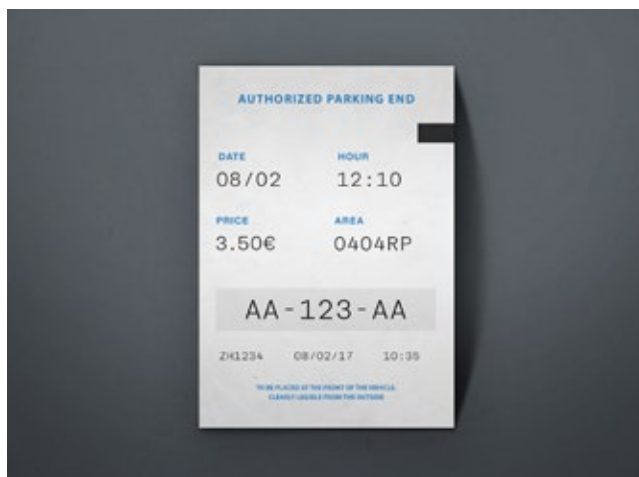 AUTHORIZED PARKING END
DATE HOUR
08/02 12:10
PRICE AREA
3.50€ 0404RP
AA-123-AA
ZH1234 08/02/17 10:35
TO BE PLACED AT THE FRONT OF THE VEHICLE
CLEARLY LEGIBLE FROM THE OUTSIDE